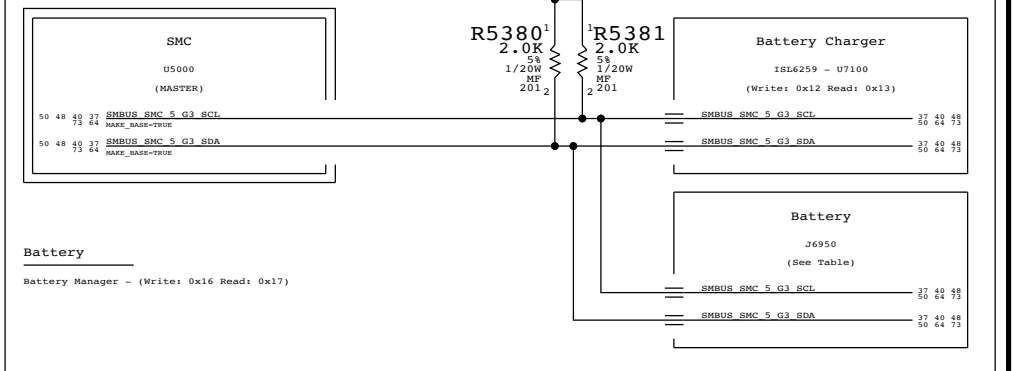 SMC
U5000
(MASTER)
50 48 40 37 SMBUS_SMC_5_G3_SCL
73 64 MAKE_BASE=TRUE
50 48 40 37 SMBUS_SMC_5_G3_SDA
73 64 MAKE_BASE=TRUE
R5380 1
2.0K
5%
1/20W
MF
201 2
1 R5381
2.0K
5%
1/20W
MF
2 201
Battery Charger
ISL6259 - U7100
(Write: 0x12 Read: 0x13)
SMBUS_SMC_5_G3_SCL 37 40 48
50 64 73
SMBUS_SMC_5_G3_SDA 37 40 48
50 64 73
Battery
J6950
(See Table)
SMBUS_SMC_5_G3_SCL 37 40 48
50 64 73
SMBUS_SMC_5_G3_SDA 37 40 48
50 64 73
Battery
Battery Manager - (Write: 0x16 Read: 0x17)